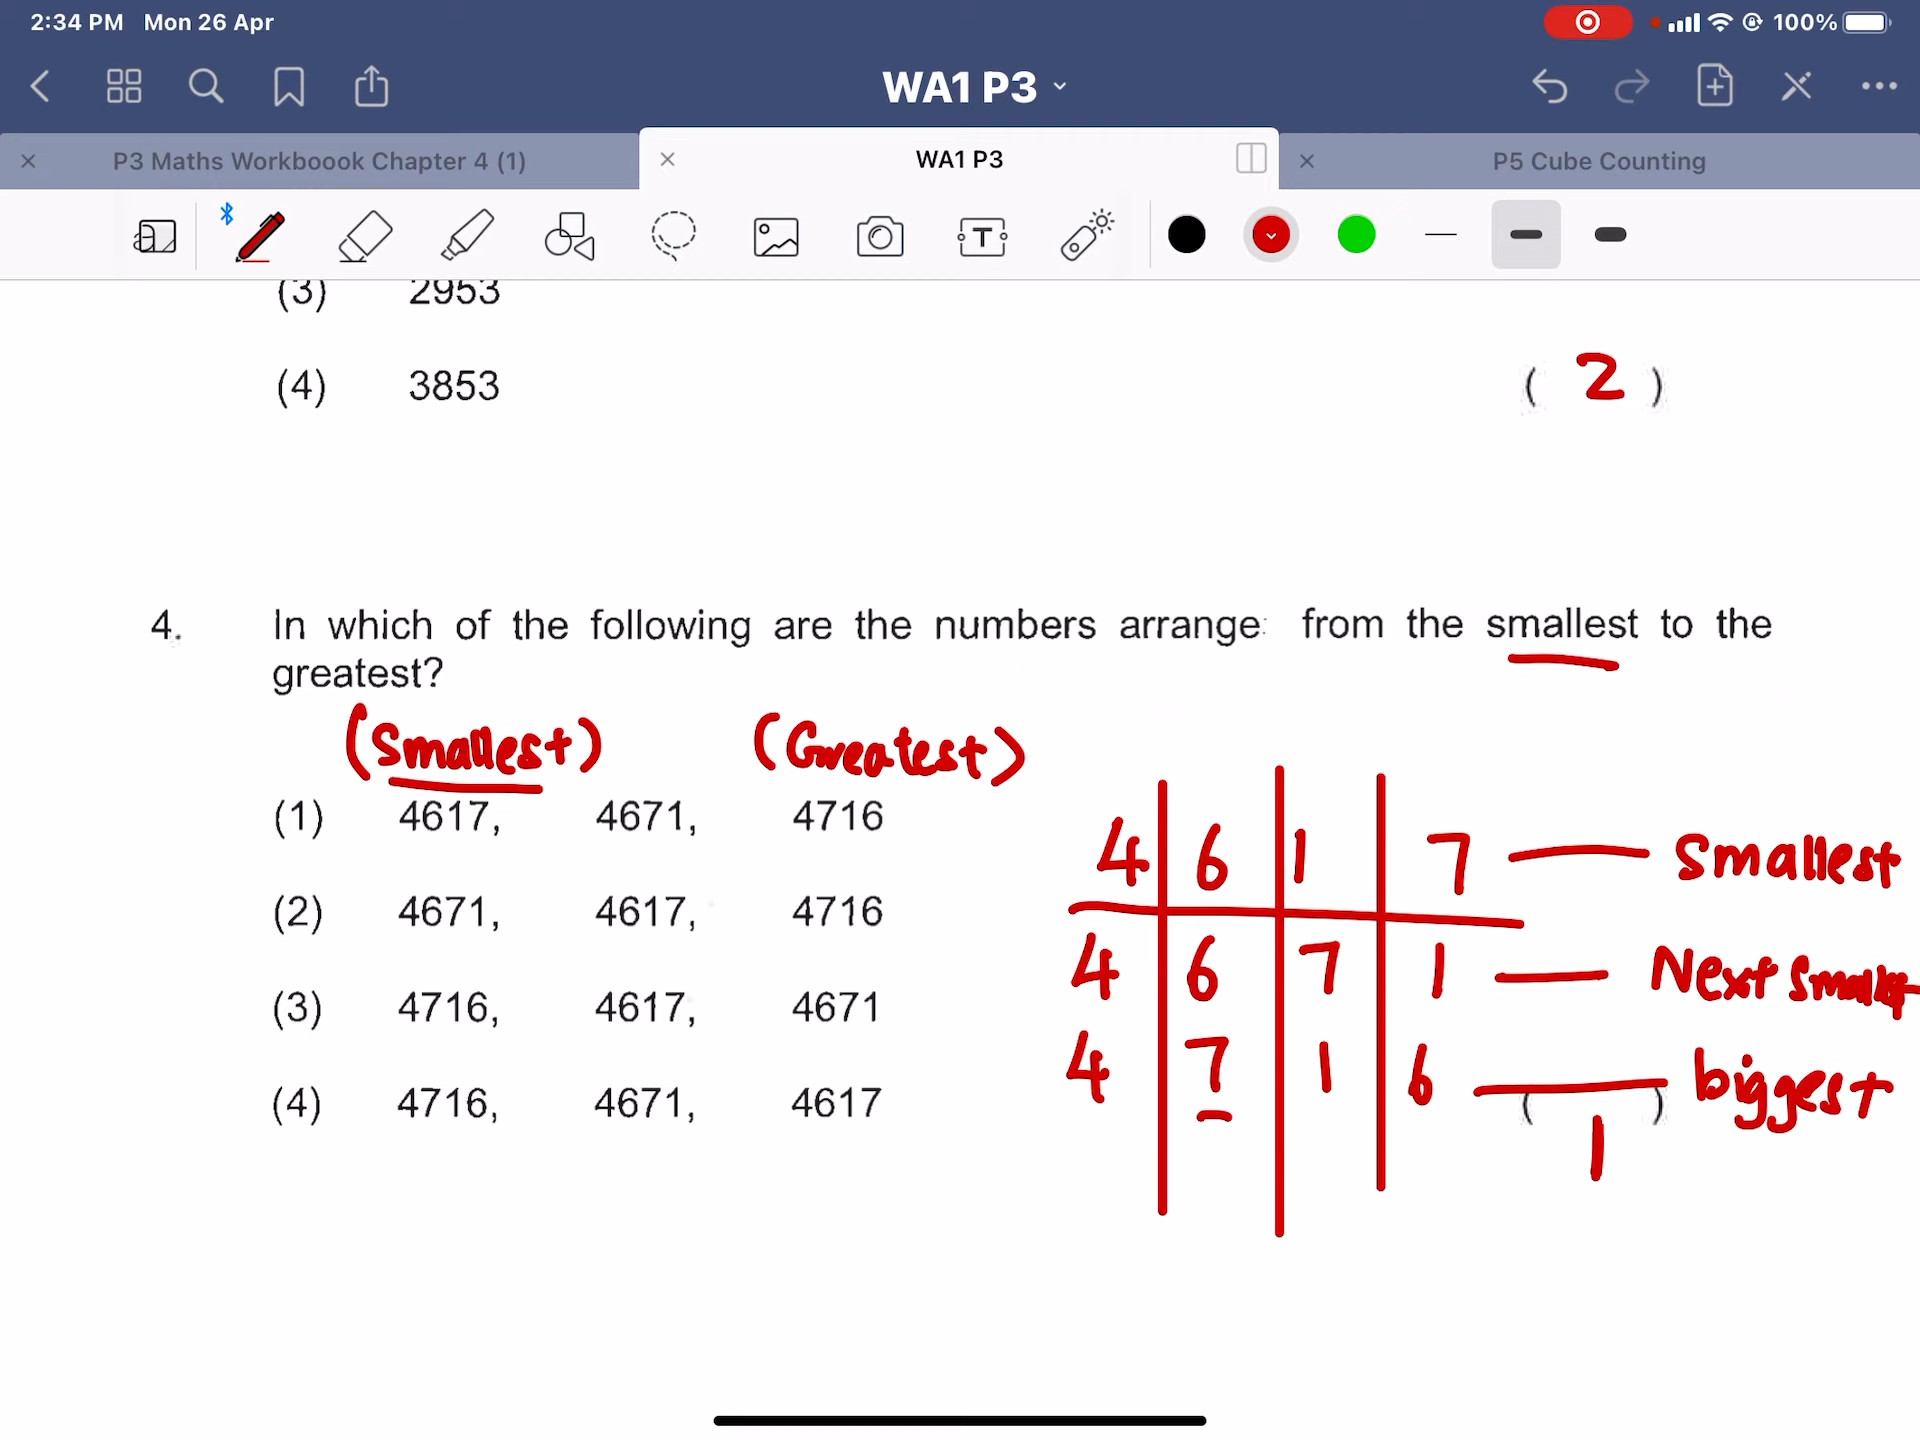 2:34 PM Mon 26 Apr 100%
WA1 P3
P3 Maths Workboook Chapter 4 (1) WA1 P3 P5 Cube Counting
(3) 2953
(4) 3853 ( 2 )
4. In which of the following are the numbers arrange from the smallest to the
greatest?
(Smallest) (Greatest)
(1) 4617, 4671, 4716
(2) 4671, 4617, 4716
(3) 4716, 4617, 4671
(4) 4716, 4671, 4617 ( 1 )
4 6 1 7 — Smallest
4 6 7 1 — Next Smallest
4 7 1 6 — biggest